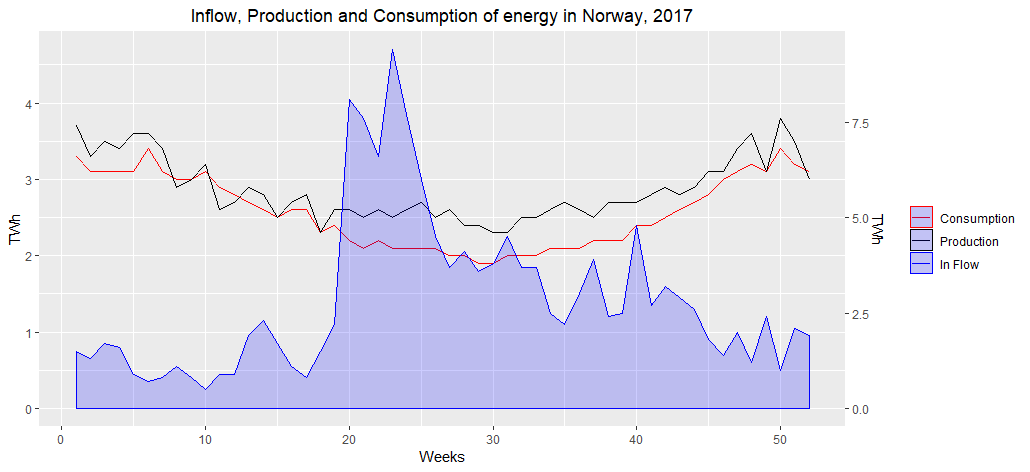 Inflow, Production and Consumption of energy in Norway, 2017
TWh
4
3
2
1
0
7.5
5.0
2.5
0.0
TWh
0 10 20 30 40 50
Weeks
Consumption
Production
In Flow